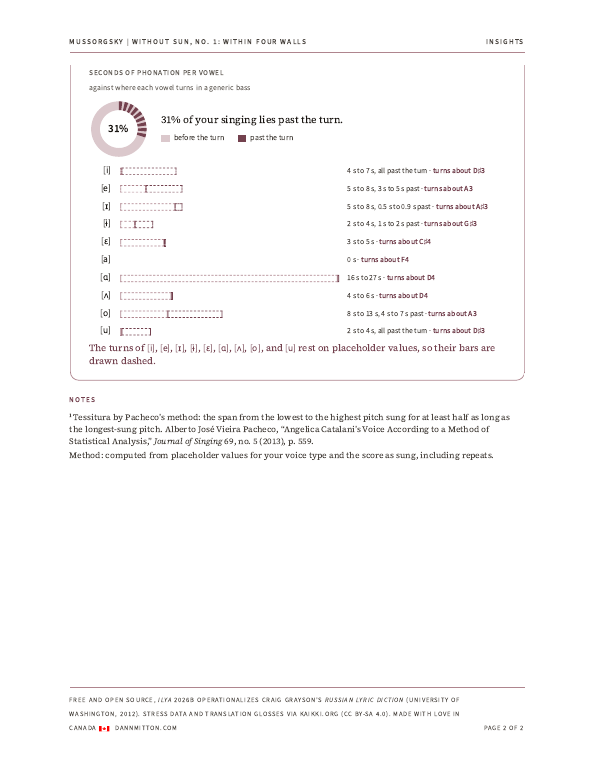 MUSSORGSKY | WITHOUT SUN, NO. 1: WITHIN FOUR WALLS
INSIGHTS
SECONDS OF PHONATION PER VOWEL
against where each vowel turns in a generic bass
31%
31% of your singing lies past the turn.
before the turn
past the turn
[i] 4 s to 7 s, all past the turn · turns about D♯3
[e] 5 s to 8 s, 3 s to 5 s past · turns about A3
[ɪ] 5 s to 8 s, 0.5 s to 0.9 s past · turns about A♯3
[ɨ] 2 s to 4 s, 1 s to 2 s past · turns about G♯3
[ɛ] 3 s to 5 s · turns about C♯4
[a] 0 s · turns about F4
[ɑ] 16 s to 27 s · turns about D4
[ʌ] 4 s to 6 s · turns about D4
[o] 8 s to 13 s, 4 s to 7 s past · turns about A3
[u] 2 s to 4 s, all past the turn · turns about D♯3
The turns of [i], [e], [ɪ], [ɨ], [ɛ], [ɑ], [ʌ], [o], and [u] rest on placeholder values, so their bars are
drawn dashed.
NOTES
¹ Tessitura by Pacheco's method: the span from the lowest to the highest pitch sung for at least half as long as
the longest-sung pitch. Alberto José Vieira Pacheco, “Angelica Catalani's Voice According to a Method of
Statistical Analysis,” Journal of Singing 69, no. 5 (2013), p. 559.
Method: computed from placeholder values for your voice type and the score as sung, including repeats.
FREE AND OPEN SOURCE, ILYA 2026B OPERATIONALIZES CRAIG GRAYSON'S RUSSIAN LYRIC DICTION (UNIVERSITY OF
WASHINGTON, 2012). STRESS DATA AND TRANSLATION GLOSSES VIA KAIKKI.ORG (CC BY-SA 4.0). MADE WITH LOVE IN
CANADA 🇨🇦 DANNMITTON.COM
PAGE 2 OF 2